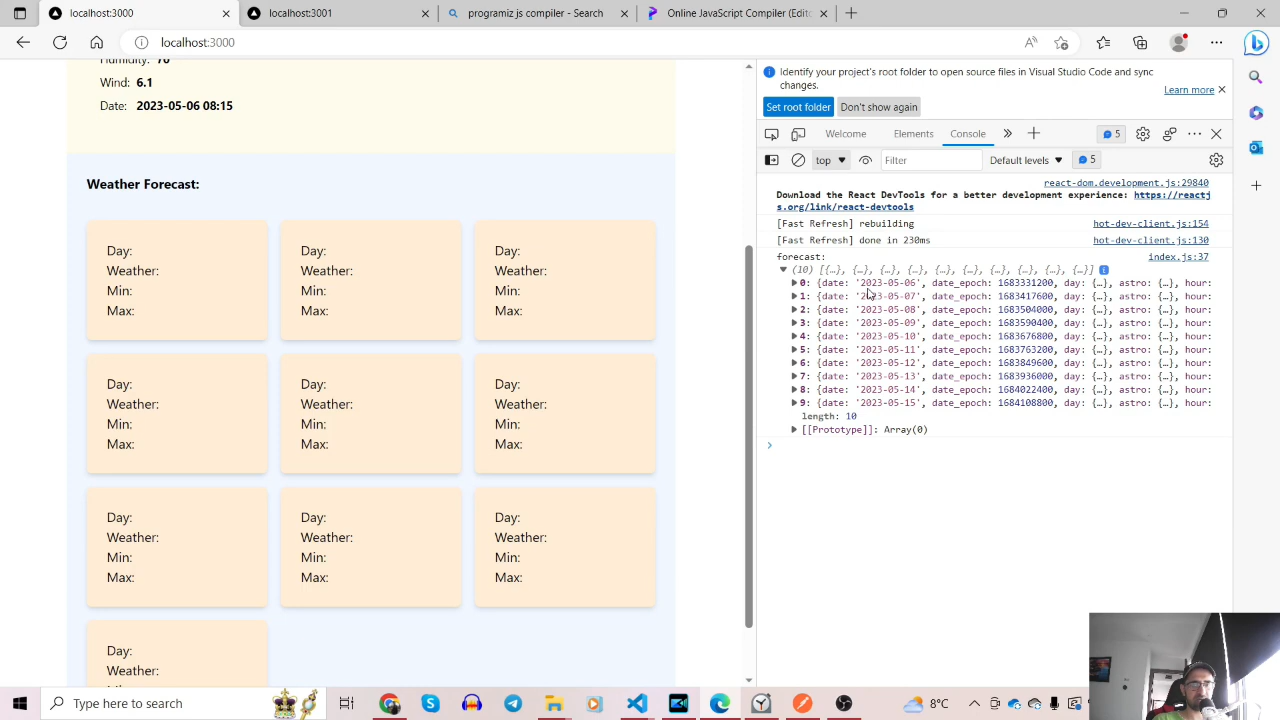 localhost:3000
localhost:3001
programiz js compiler - Search
Online JavaScript Compiler (Edito
localhost:3000
Humidity: 70
Wind: 6.1
Date: 2023-05-06 08:15
Weather Forecast:
Day:
Weather:
Min:
Max:
Day:
Weather:
Min:
Max:
Day:
Weather:
Min:
Max:
Day:
Weather:
Min:
Max:
Day:
Weather:
Min:
Max:
Day:
Weather:
Min:
Max:
Day:
Weather:
Min:
Max:
Day:
Weather:
Min:
Max:
Day:
Weather:
Min:
Max:
Day:
Weather:
Identify your project's root folder to open source files in Visual Studio Code and sync
changes.
Learn more
Set root folder
Don't show again
Welcome
Elements
Console
5
top
Filter
Default levels
5
react-dom.development.js:29840
Download the React DevTools for a better development experience: https://reactj
s.org/link/react-devtools
[Fast Refresh] rebuilding hot-dev-client.js:154
[Fast Refresh] done in 230ms hot-dev-client.js:130
forecast: index.js:37
(10) [{…}, {…}, {…}, {…}, {…}, {…}, {…}, {…}, {…}, {…}]
0: {date: '2023-05-06', date_epoch: 1683331200, day: {…}, astro: {…}, hour:
1: {date: '2023-05-07', date_epoch: 1683417600, day: {…}, astro: {…}, hour:
2: {date: '2023-05-08', date_epoch: 1683504000, day: {…}, astro: {…}, hour:
3: {date: '2023-05-09', date_epoch: 1683590400, day: {…}, astro: {…}, hour:
4: {date: '2023-05-10', date_epoch: 1683676800, day: {…}, astro: {…}, hour:
5: {date: '2023-05-11', date_epoch: 1683763200, day: {…}, astro: {…}, hour:
6: {date: '2023-05-12', date_epoch: 1683849600, day: {…}, astro: {…}, hour:
7: {date: '2023-05-13', date_epoch: 1683936000, day: {…}, astro: {…}, hour:
8: {date: '2023-05-14', date_epoch: 1684022400, day: {…}, astro: {…}, hour:
9: {date: '2023-05-15', date_epoch: 1684108800, day: {…}, astro: {…}, hour:
length: 10
[[Prototype]]: Array(0)
Type here to search
8°C